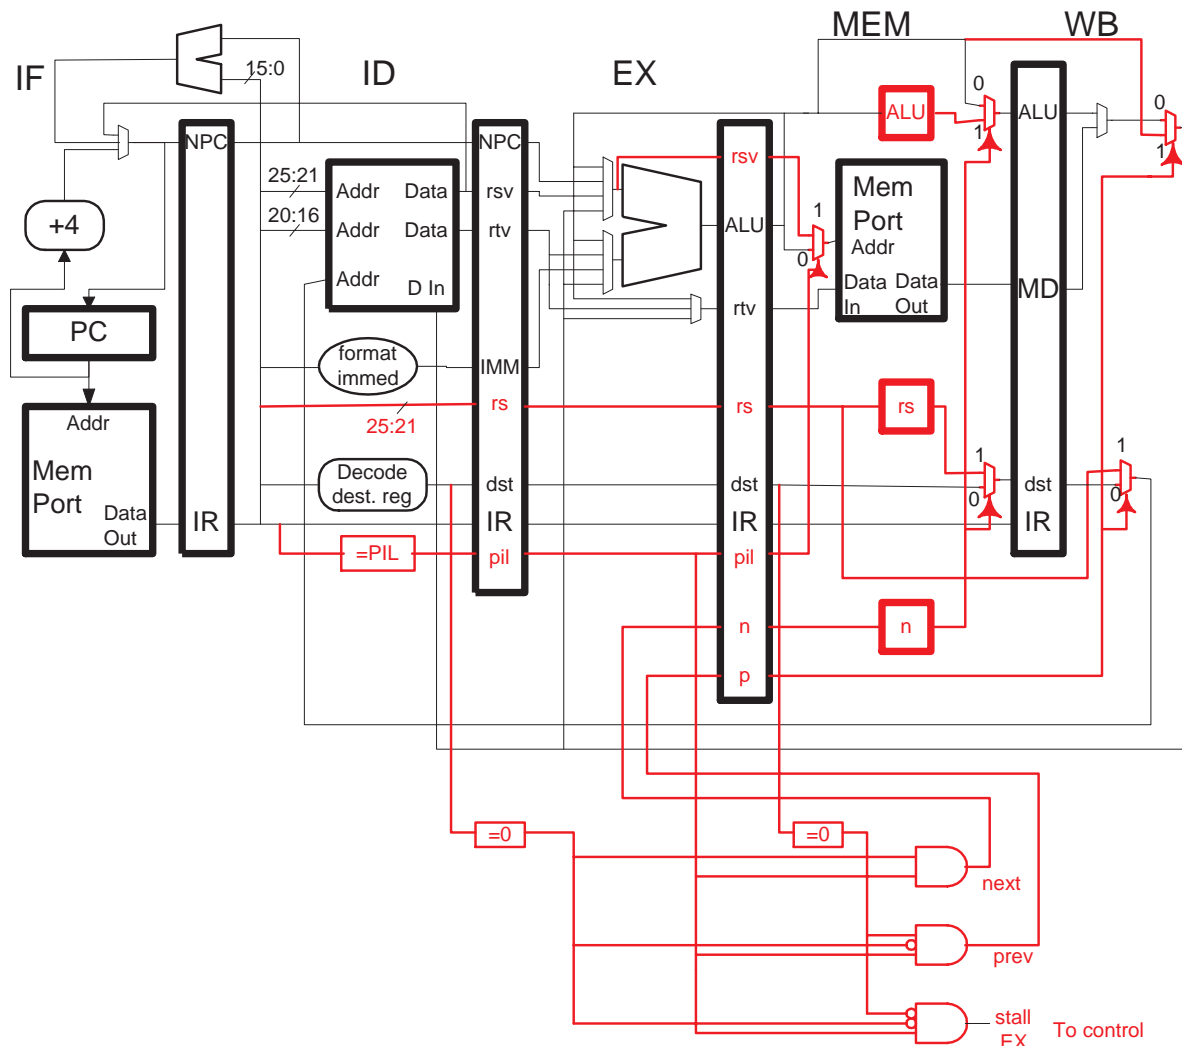 MEM
WB
IF
ID
EX
15:0
NPC
NPC
25:21
20:16
Addr
Data
Addr
Data
Addr
D In
rsv
rtv
rsv
ALU
rtv
+4
PC
Addr
Mem
Port
Data
Out
IR
format
immed
IMM
25:21
rs
rs
rs
Decode
dest. reg
dst
dst
dst
IR
IR
IR
=PIL
pil
pil
n
n
p
ALU
0
1
ALU
0
1
1
0
Mem
Port
Addr
Data
In
Data
Out
MD
1
0
1
0
=0
=0
next
prev
stall
EX
To control